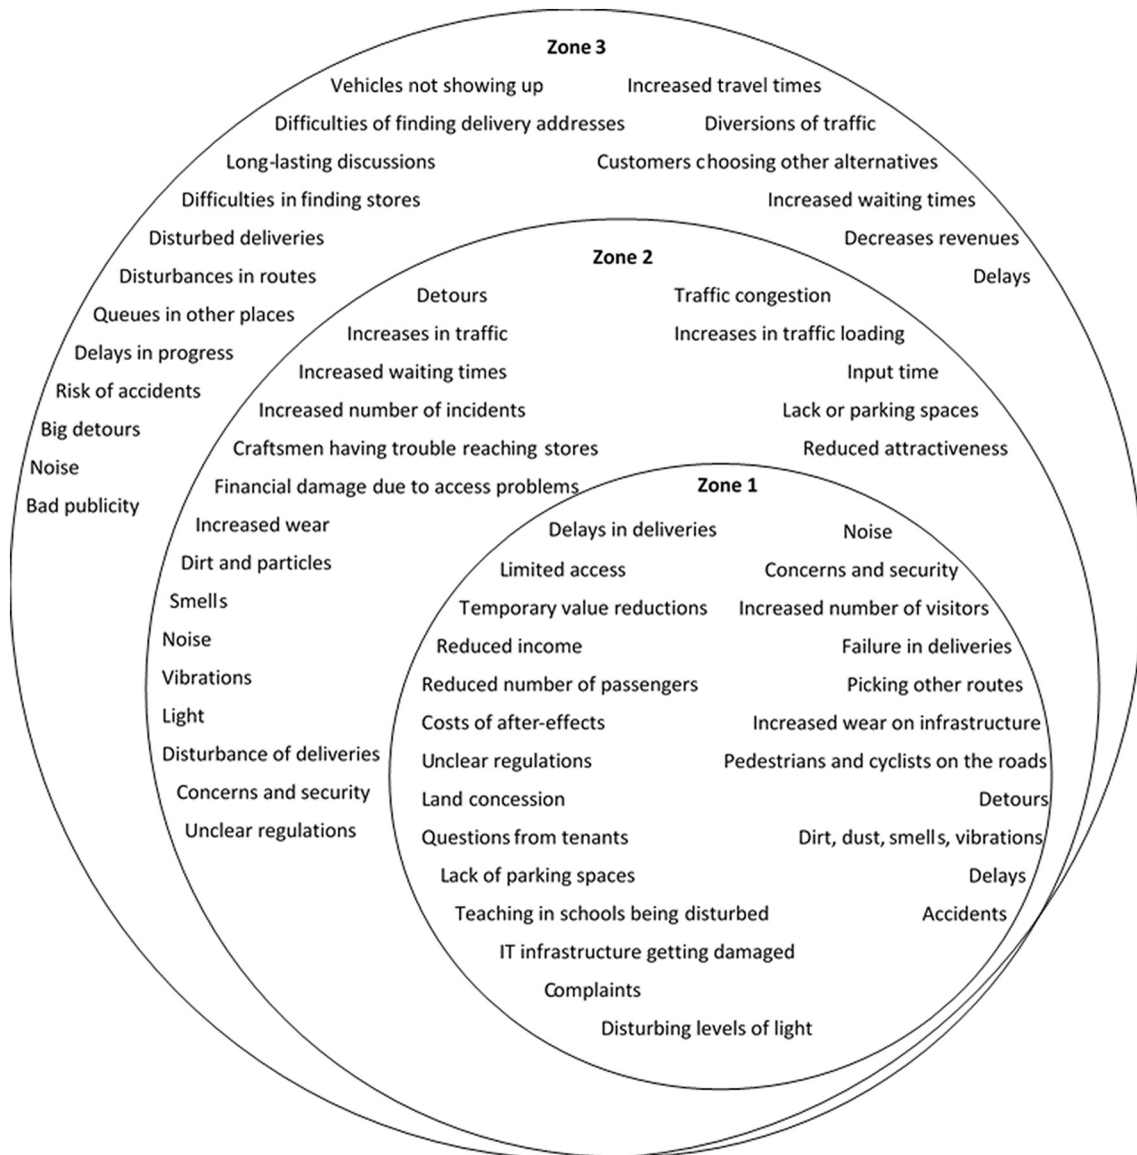 Zone 3
Vehicles not showing up
Increased travel times
Difficulties of finding delivery addresses
Diversions of traffic
Long-lasting discussions
Customers choosing other alternatives
Difficulties in finding stores
Increased waiting times
Disturbed deliveries
Decreases revenues
Disturbances in routes
Delays
Queues in other places
Delays in progress
Risk of accidents
Big detours
Noise
Bad publicity
Zone 2
Detours
Traffic congestion
Increases in traffic
Increases in traffic loading
Increased waiting times
Input time
Increased number of incidents
Lack or parking spaces
Craftsmen having trouble reaching stores
Reduced attractiveness
Financial damage due to access problems
Increased wear
Dirt and particles
Smells
Noise
Vibrations
Light
Disturbance of deliveries
Concerns and security
Unclear regulations
Zone 1
Delays in deliveries
Noise
Limited access
Concerns and security
Temporary value reductions
Increased number of visitors
Reduced income
Failure in deliveries
Reduced number of passengers
Picking other routes
Costs of after-effects
Increased wear on infrastructure
Unclear regulations
Pedestrians and cyclists on the roads
Land concession
Detours
Questions from tenants
Dirt, dust, smells, vibrations
Lack of parking spaces
Delays
Teaching in schools being disturbed
Accidents
IT infrastructure getting damaged
Complaints
Disturbing levels of light